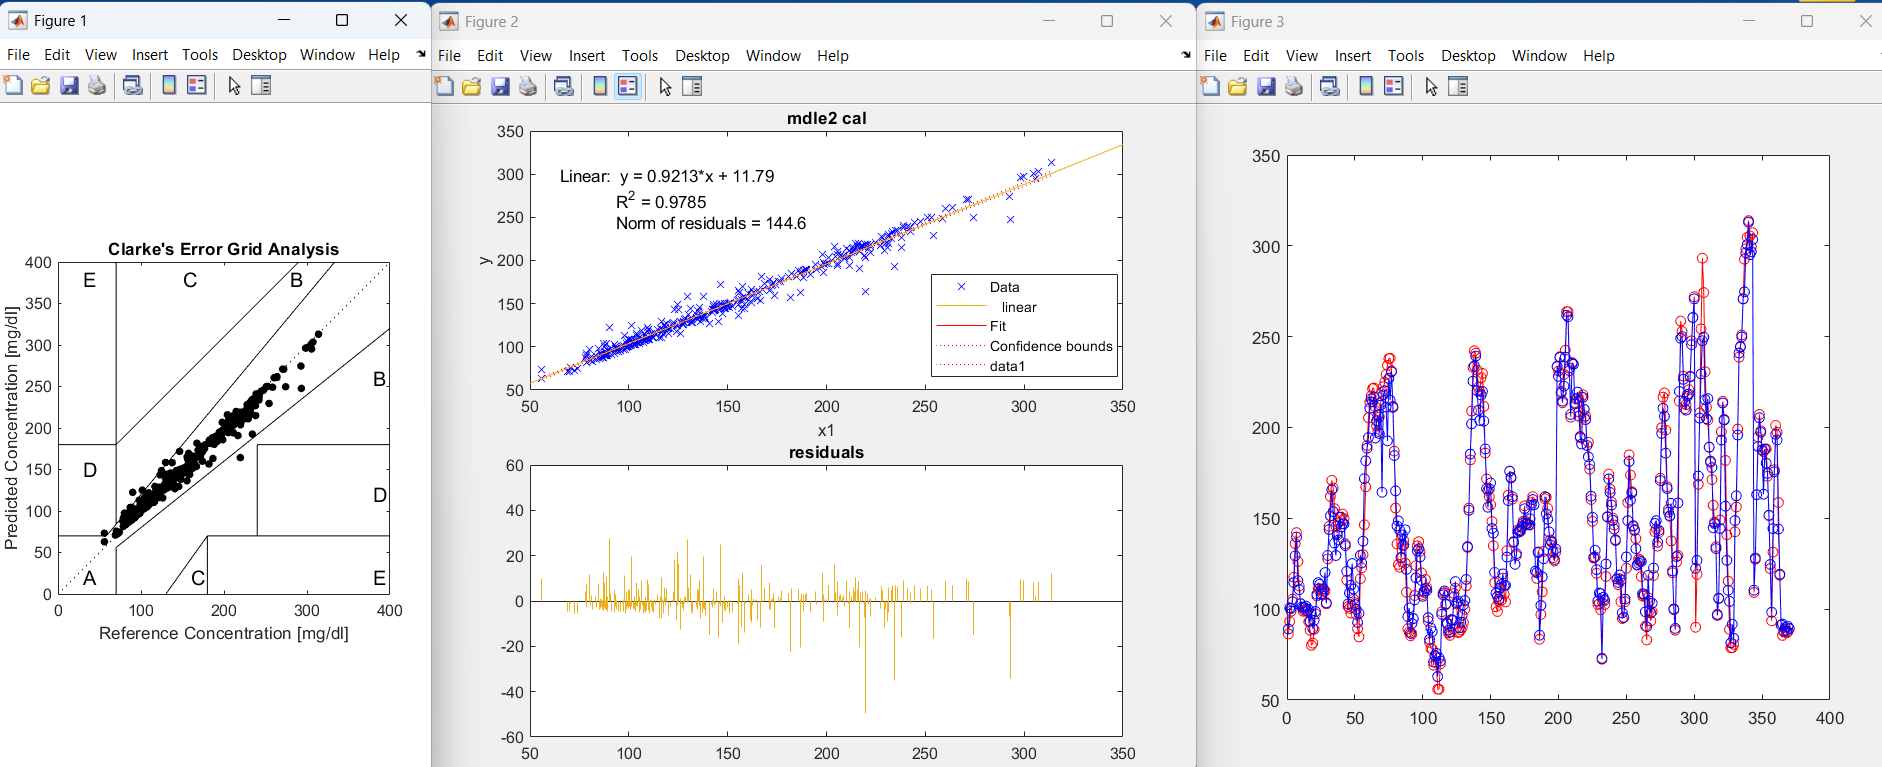 Figure 1
File Edit View Insert Tools Desktop Window Help
Clarke's Error Grid Analysis
Predicted Concentration [mg/dl]
400
350
300
250
200
150
100
50
0
E
C
B
B
D
D
A
C
E
0 100 200 300 400
Reference Concentration [mg/dl]
Figure 2
File Edit View Insert Tools Desktop Window Help
mdle2 cal
y
350
300
250
200
150
100
50
Linear: y = 0.9213*x + 11.79
R2 = 0.9785
Norm of residuals = 144.6
Data
linear
Fit
Confidence bounds
data1
50 100 150 200 250 300 350
x1
residuals
60
40
20
0
-20
-40
-60
50 100 150 200 250 300 350
Figure 3
File Edit View Insert Tools Desktop Window Help
350
300
250
200
150
100
50
0 50 100 150 200 250 300 350 400